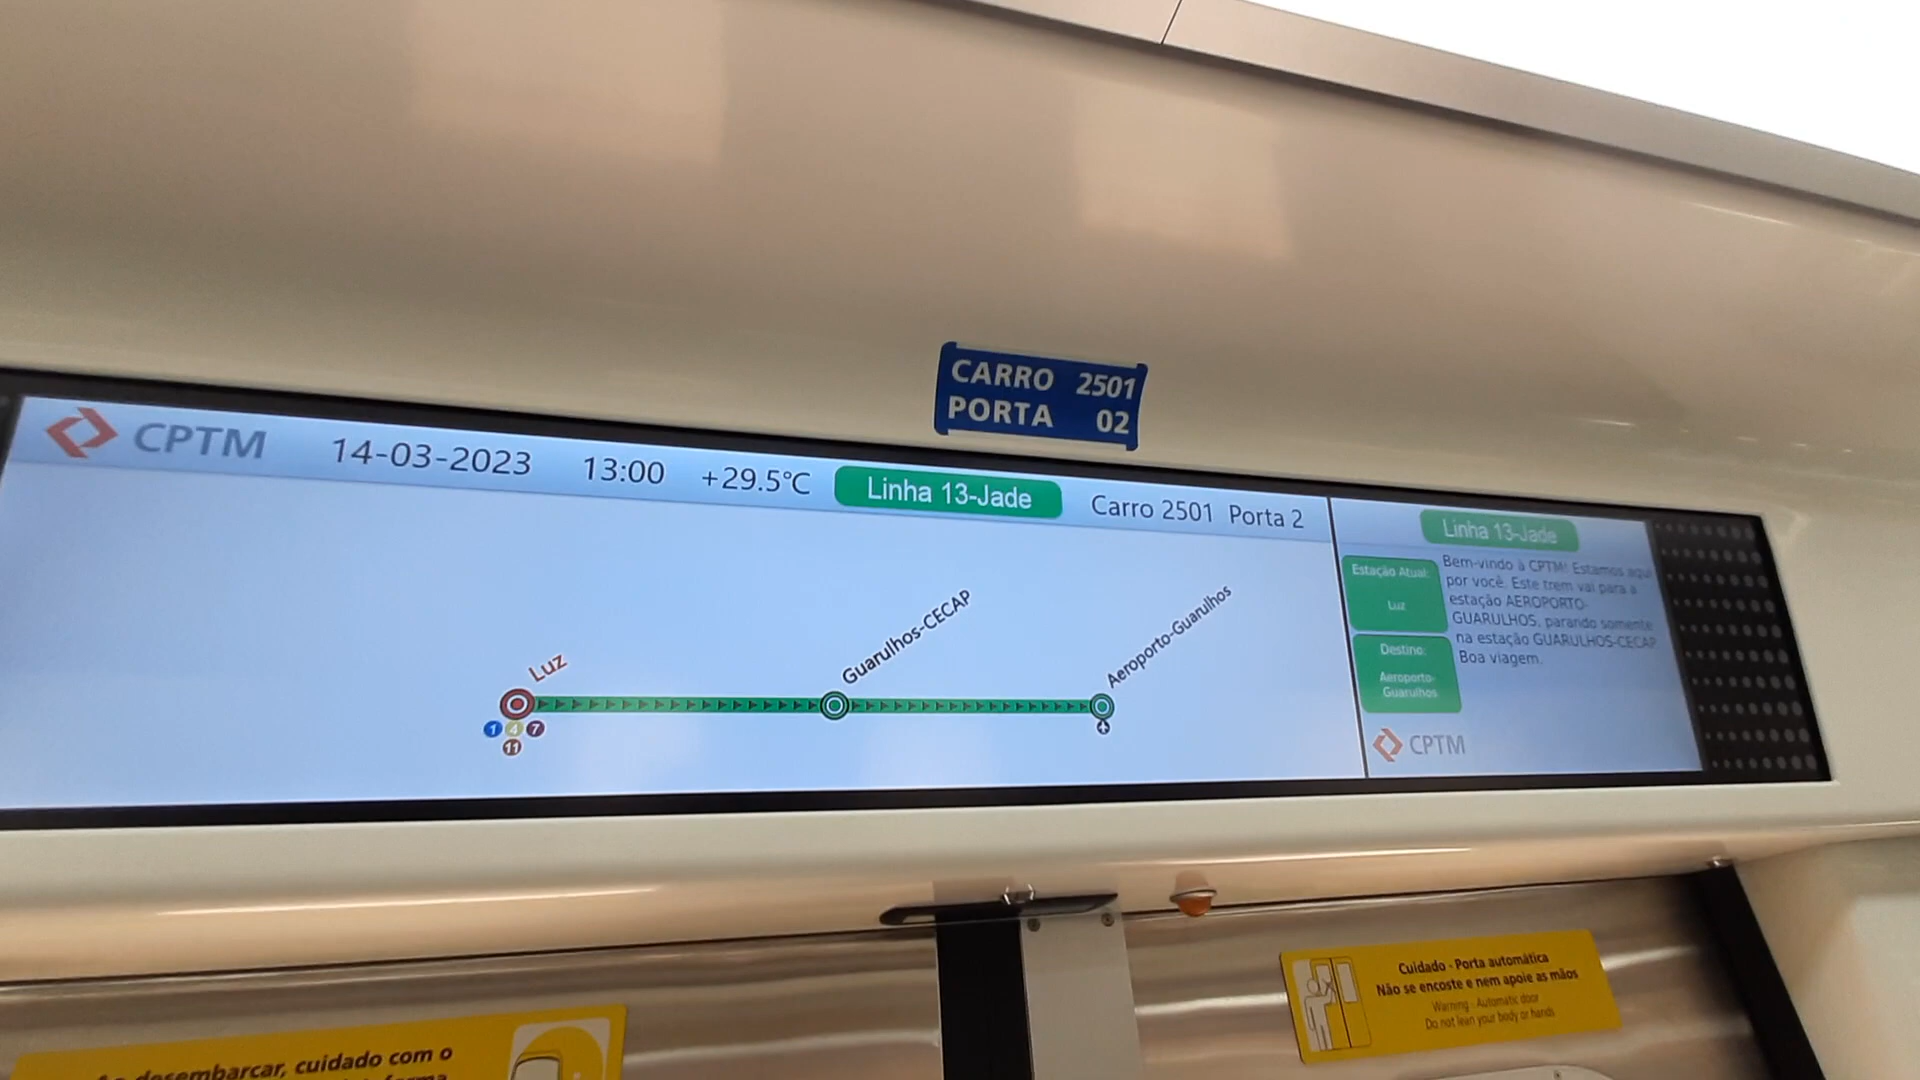 CARRO 2501
PORTA 02
CPTM 14-03-2023 13:00 +29.5°C Linha 13-Jade Carro 2501 Porta 2
Luz
Guarulhos-CECAP
Aeroporto-Guarulhos
1 4 7
11
Linha 13-Jade
Estação Atual:
Luz
Destino:
Aeroporto-
Guarulhos
Bem-vindo à CPTM! Estamos aqui
por você. Este trem vai para a
estação AEROPORTO-
GUARULHOS, parando somente
na estação GUARULHOS-CECAP
Boa viagem.
CPTM
Cuidado - Porta automática
Não se encoste e nem apoie as mãos
Warning - Automatic door
Do not lean your body or hands
desembarcar, cuidado com o